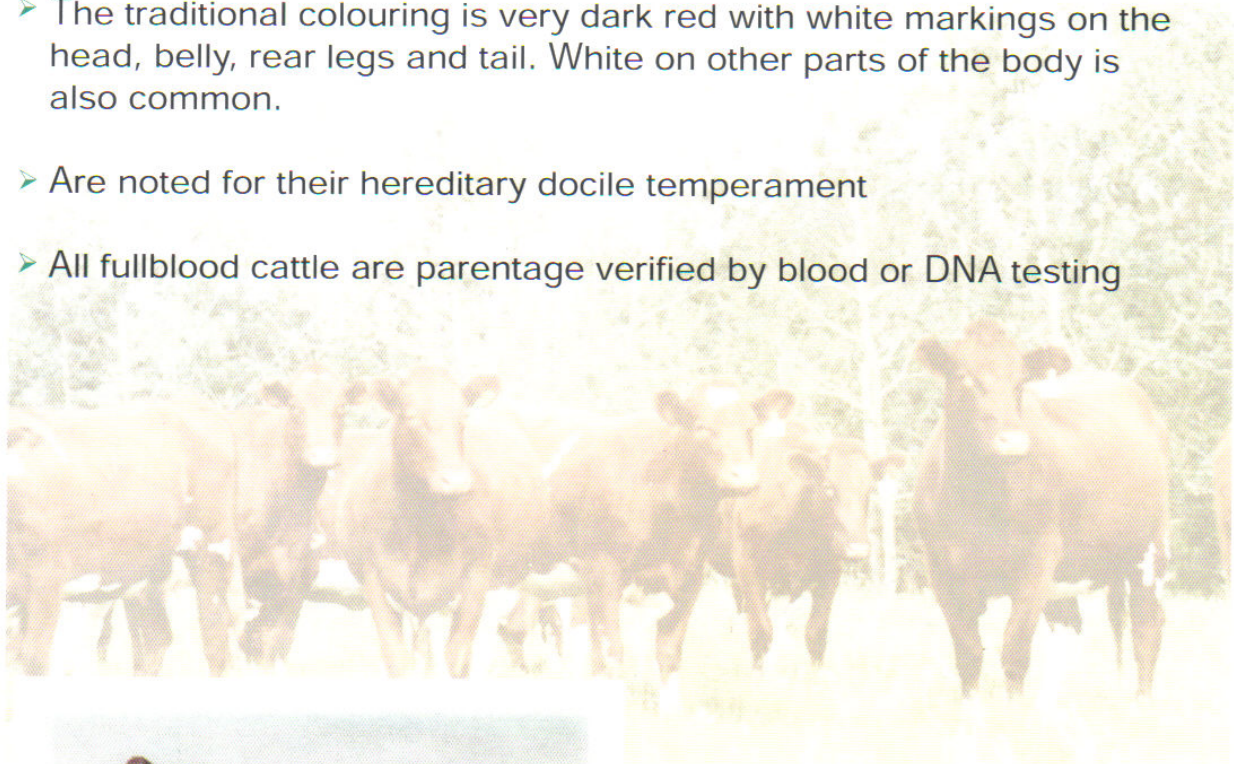 ➢ The traditional colouring is very dark red with white markings on the
head, belly, rear legs and tail. White on other parts of the body is
also common.
➢ Are noted for their hereditary docile temperament
➢ All fullblood cattle are parentage verified by blood or DNA testing